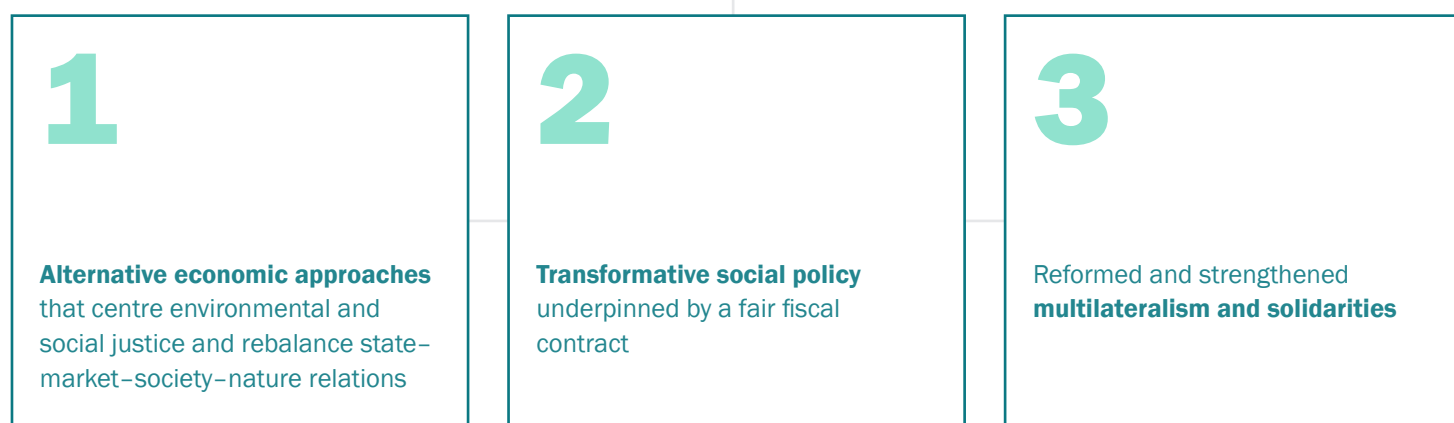 1
Alternative economic approaches
that centre environmental and
social justice and rebalance state–
market–society–nature relations
2
Transformative social policy
underpinned by a fair fiscal
contract
3
Reformed and strengthened
multilateralism and solidarities